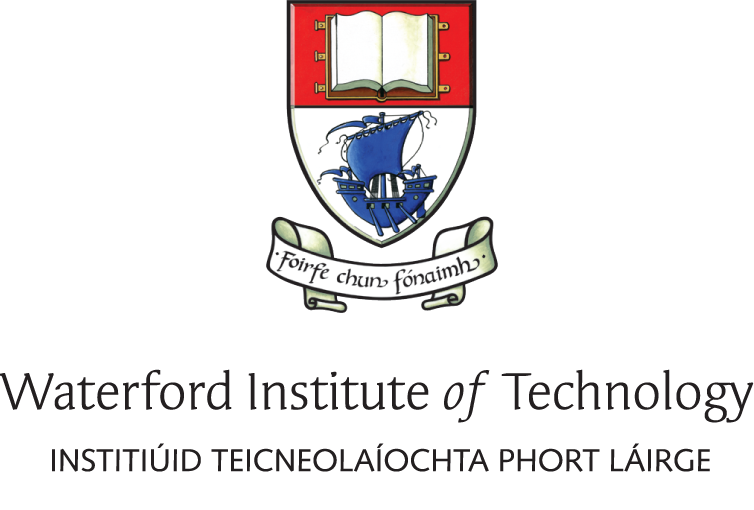 ·Foirfe chun fónaimh·
Waterford Institute of Technology
INSTITIÚID TEICNEOLAÍOCHTA PHORT LÁIRGE